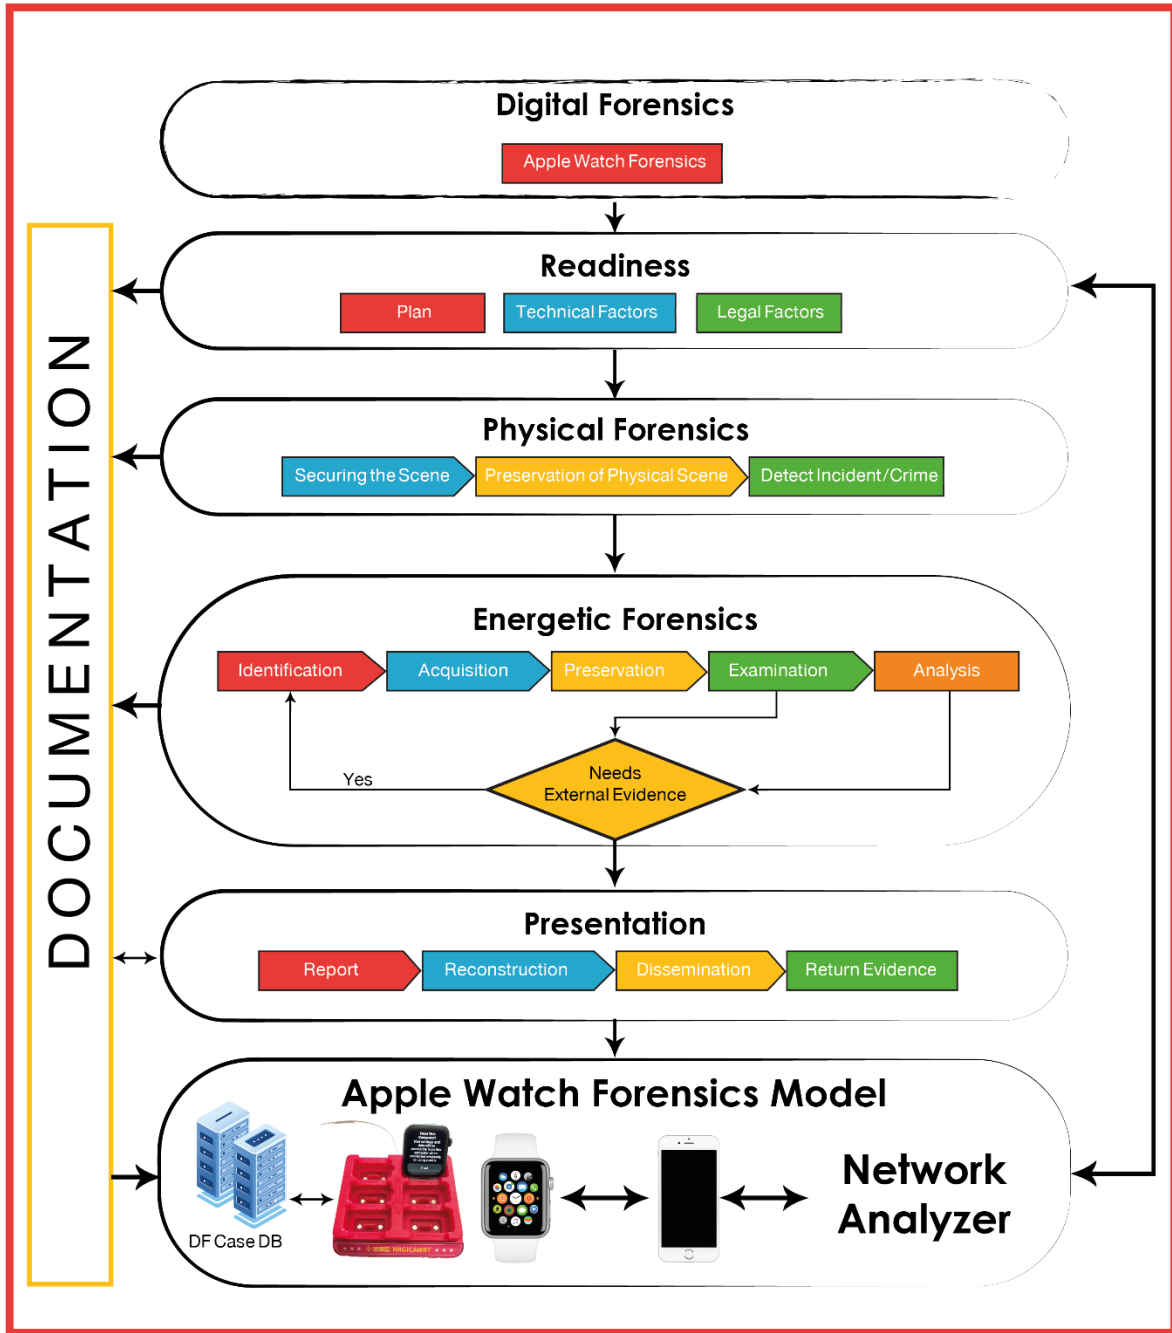 Digital Forensics
Apple Watch Forensics
DOCUMENTATION
Readiness
Plan
Technical Factors
Legal Factors
Physical Forensics
Securing the Scene
Preservation of Physical Scene
Detect Incident/Crime
Energetic Forensics
Identification
Acquisition
Preservation
Examination
Analysis
Needs
External Evidence
Yes
Presentation
Report
Reconstruction
Dissemination
Return Evidence
Apple Watch Forensics Model
DF Case DB
MAGICAWRT
Network
Analyzer